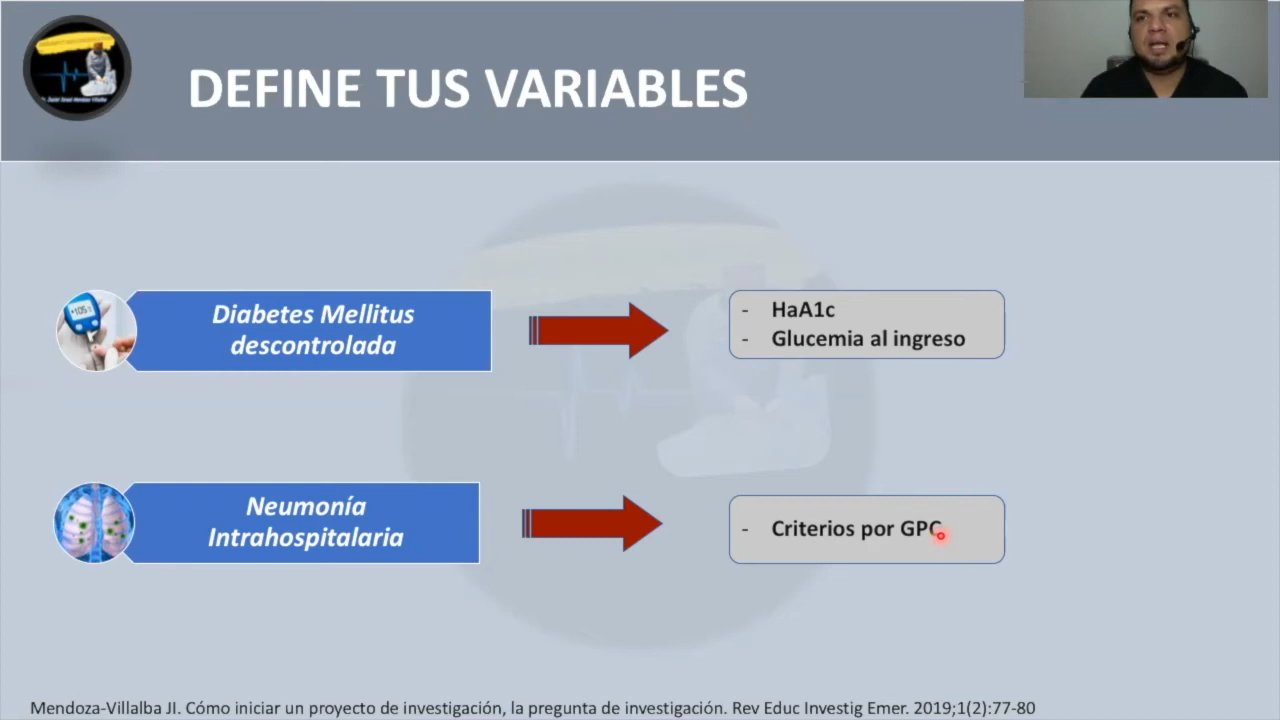 DEFINE TUS VARIABLES
Diabetes Mellitus
descontrolada
- HaA1c
- Glucemia al ingreso
Neumonía
Intrahospitalaria
- Criterios por GPC
Mendoza-Villalba JI. Cómo iniciar un proyecto de investigación, la pregunta de investigación. Rev Educ Investig Emer. 2019;1(2):77-80